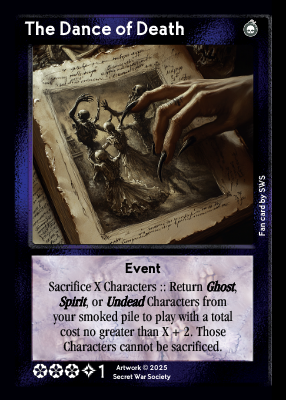 The Dance of Death
Fan card by SWS
Event
Sacrifice X Characters :: Return Ghost,
Spirit, or Undead Characters from
your smoked pile to play with a total
cost no greater than X + 2. Those
Characters cannot be sacrificed.
1
Artwork © 2025
Secret War Society